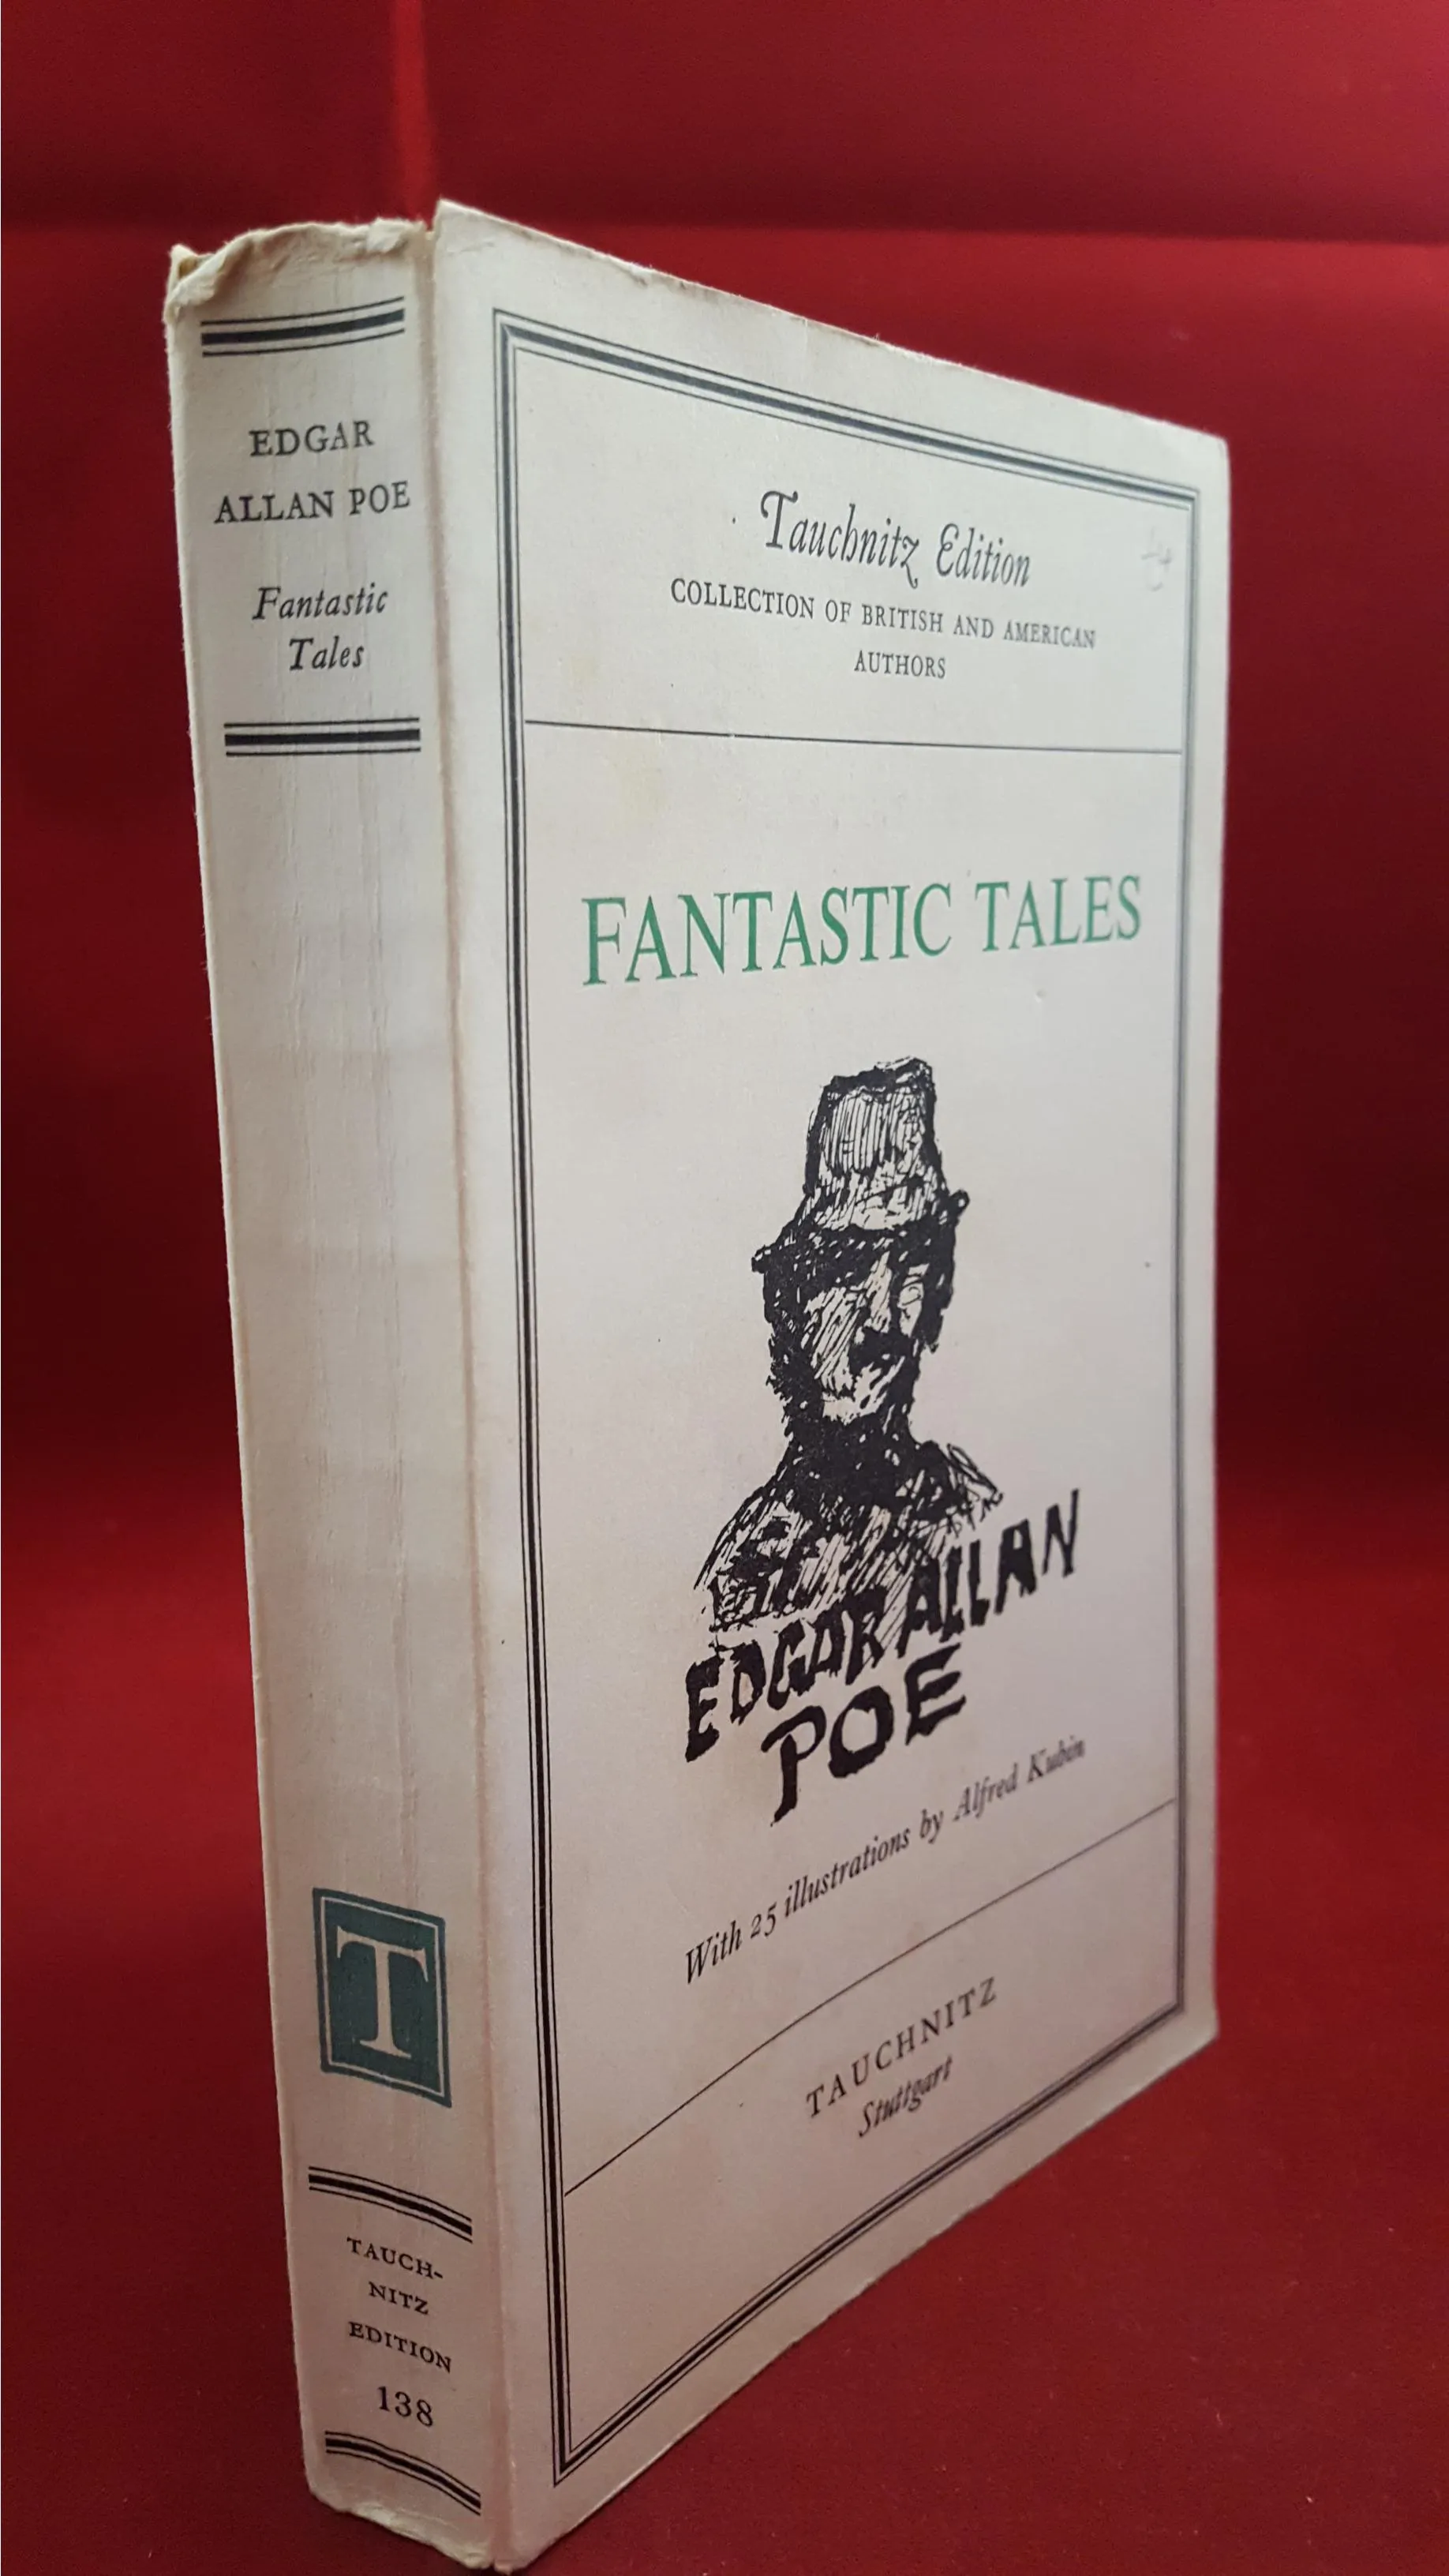 EDGAR
ALLAN POE
Fantastic
Tales
T
TAUCH-
NITZ
EDITION
138
Tauchnitz Edition
COLLECTION OF BRITISH AND AMERICAN
AUTHORS
FANTASTIC TALES
EDGAR ALLAN
POE
With 25 illustrations by Alfred Kubin
TAUCHNITZ
Stuttgart